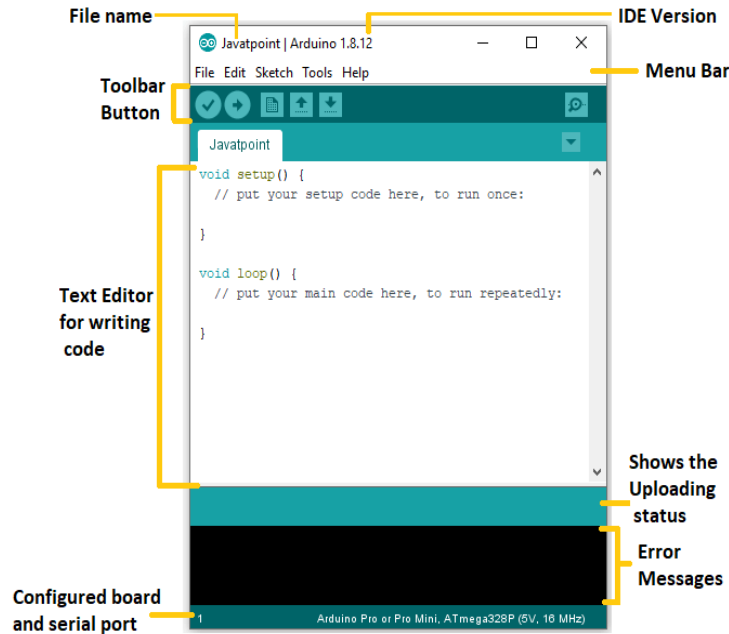 File name
IDE Version
Javatpoint | Arduino 1.8.12
File Edit Sketch Tools Help
Menu Bar
Toolbar
Button
Javatpoint
void setup() {
// put your setup code here, to run once:
}
void loop() {
// put your main code here, to run repeatedly:
}
Text Editor
for writing
code
Shows the
Uploading
status
Error
Messages
Configured board
and serial port
1
Arduino Pro or Pro Mini, ATmega328P (5V, 16 MHz)